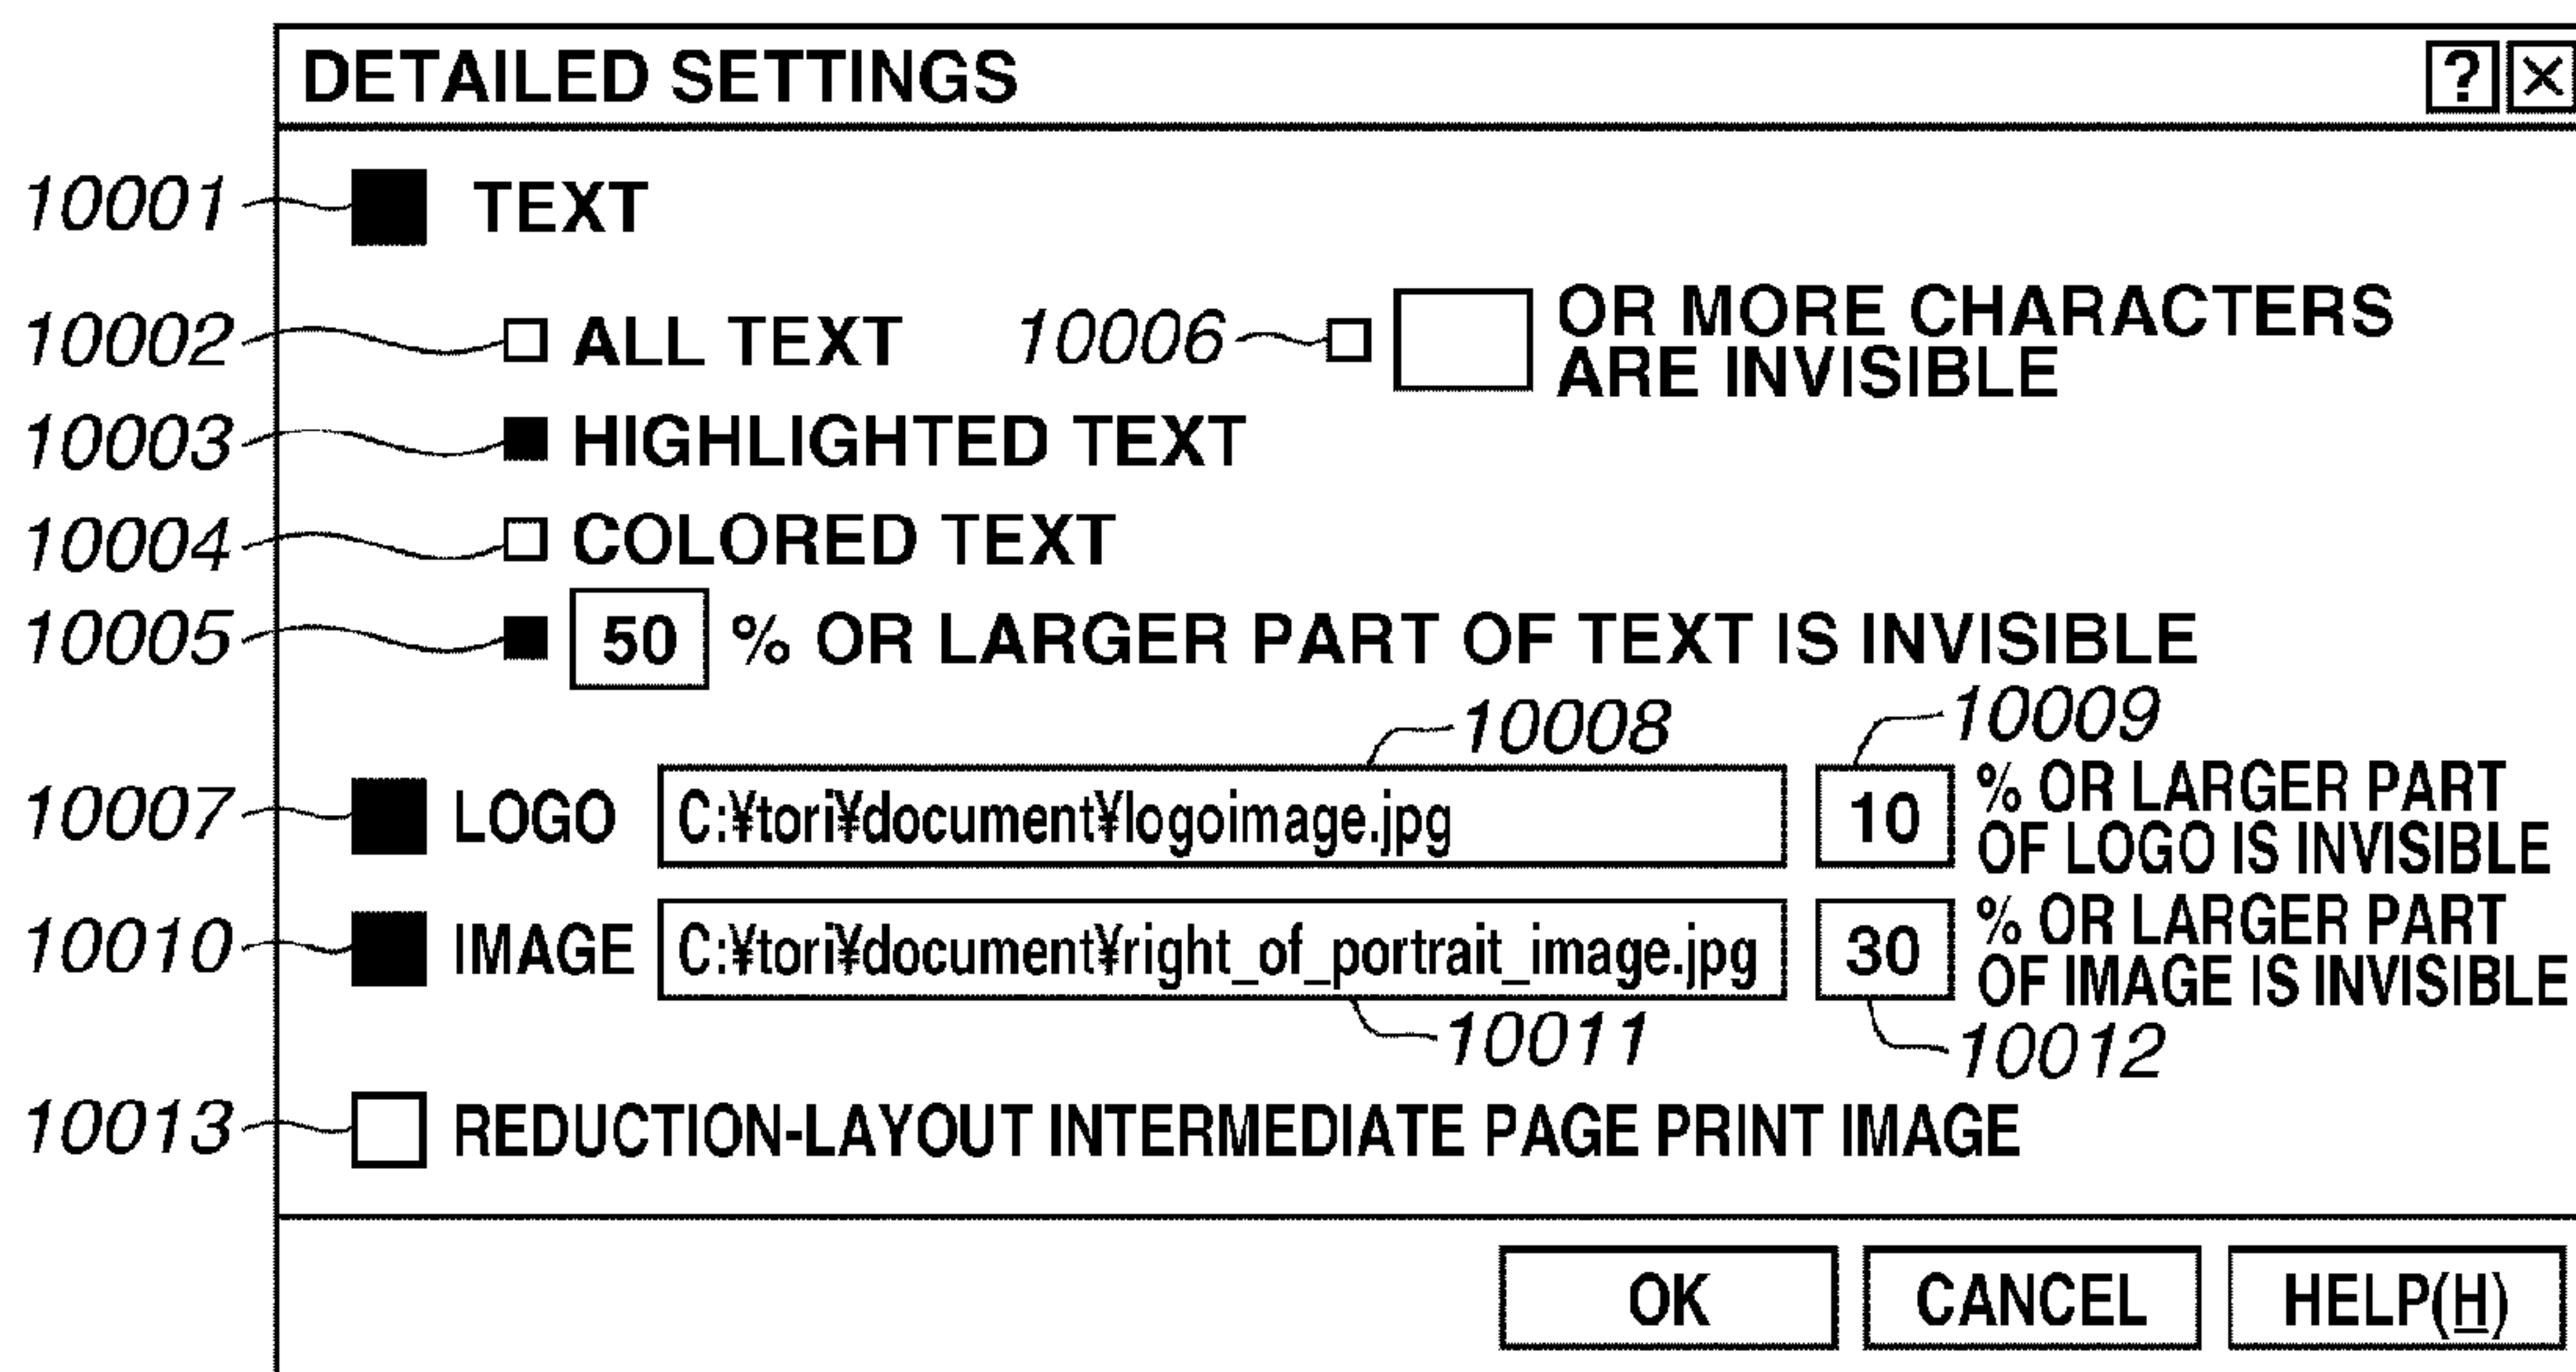 DETAILED SETTINGS ? ×
10001 TEXT
10002 ALL TEXT 10006 OR MORE CHARACTERS
ARE INVISIBLE
10003 HIGHLIGHTED TEXT
10004 COLORED TEXT
10005 50 % OR LARGER PART OF TEXT IS INVISIBLE
10008 10009
10007 LOGO C:¥tori¥document¥logoimage.jpg 10 % OR LARGER PART
OF LOGO IS INVISIBLE
10010 IMAGE C:¥tori¥document¥right_of_portrait_image.jpg 30 % OR LARGER PART
OF IMAGE IS INVISIBLE
10011 10012
10013 REDUCTION-LAYOUT INTERMEDIATE PAGE PRINT IMAGE
OK CANCEL HELP(H)